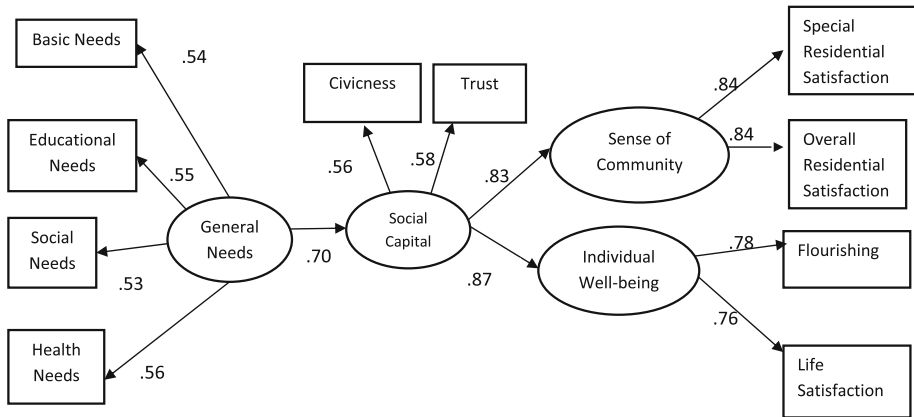 Basic Needs
.54
Educational
Needs
.55
Social
Needs
.53
Health
Needs
.56
General
Needs
.70
Civicness
Trust
.56
.58
Social
Capital
.83
.87
Sense of
Community
.84
.84
Special
Residential
Satisfaction
Overall
Residential
Satisfaction
Individual
Well-being
.78
.76
Flourishing
Life
Satisfaction